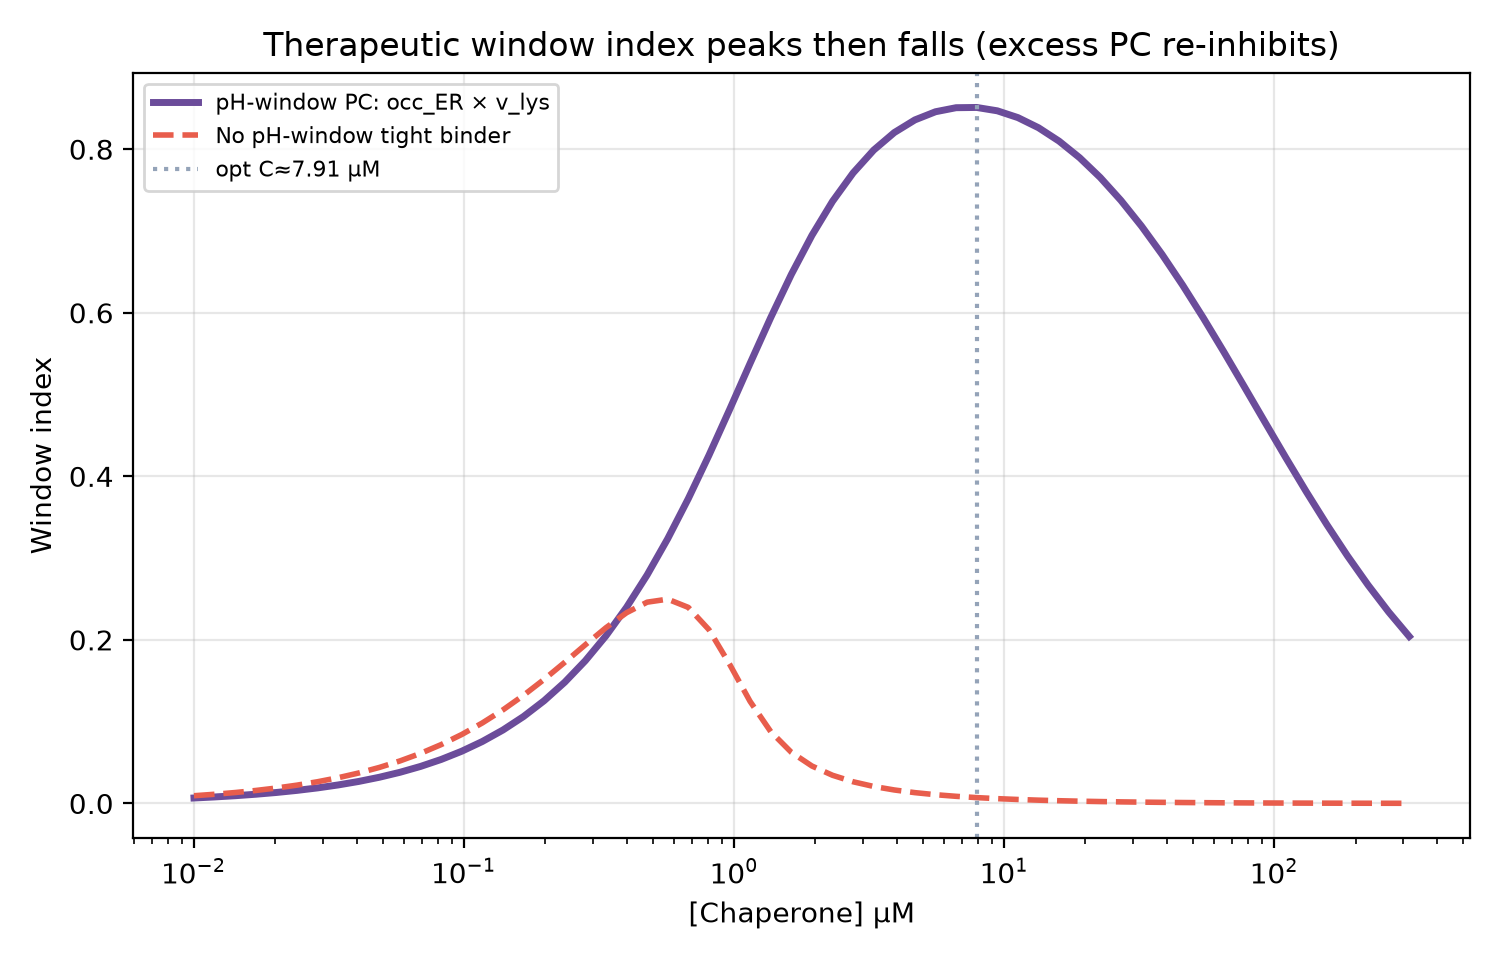 Therapeutic window index peaks then falls (excess PC re-inhibits)
pH-window PC: occ_ER × v_lys
No pH-window tight binder
opt C≈7.91 μM
Window index
0.8
0.6
0.4
0.2
0.0
10⁻² 10⁻¹ 10⁰ 10¹ 10²
[Chaperone] μM